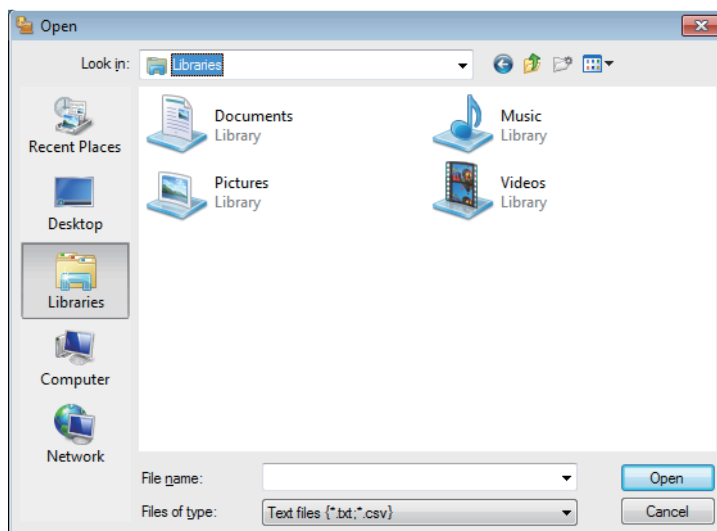 Open
Look in:
Libraries
Recent Places
Desktop
Libraries
Computer
Network
Documents
Library
Music
Library
Pictures
Library
Videos
Library
File name:
Open
Files of type:
Text files {*.txt;*.csv}
Cancel